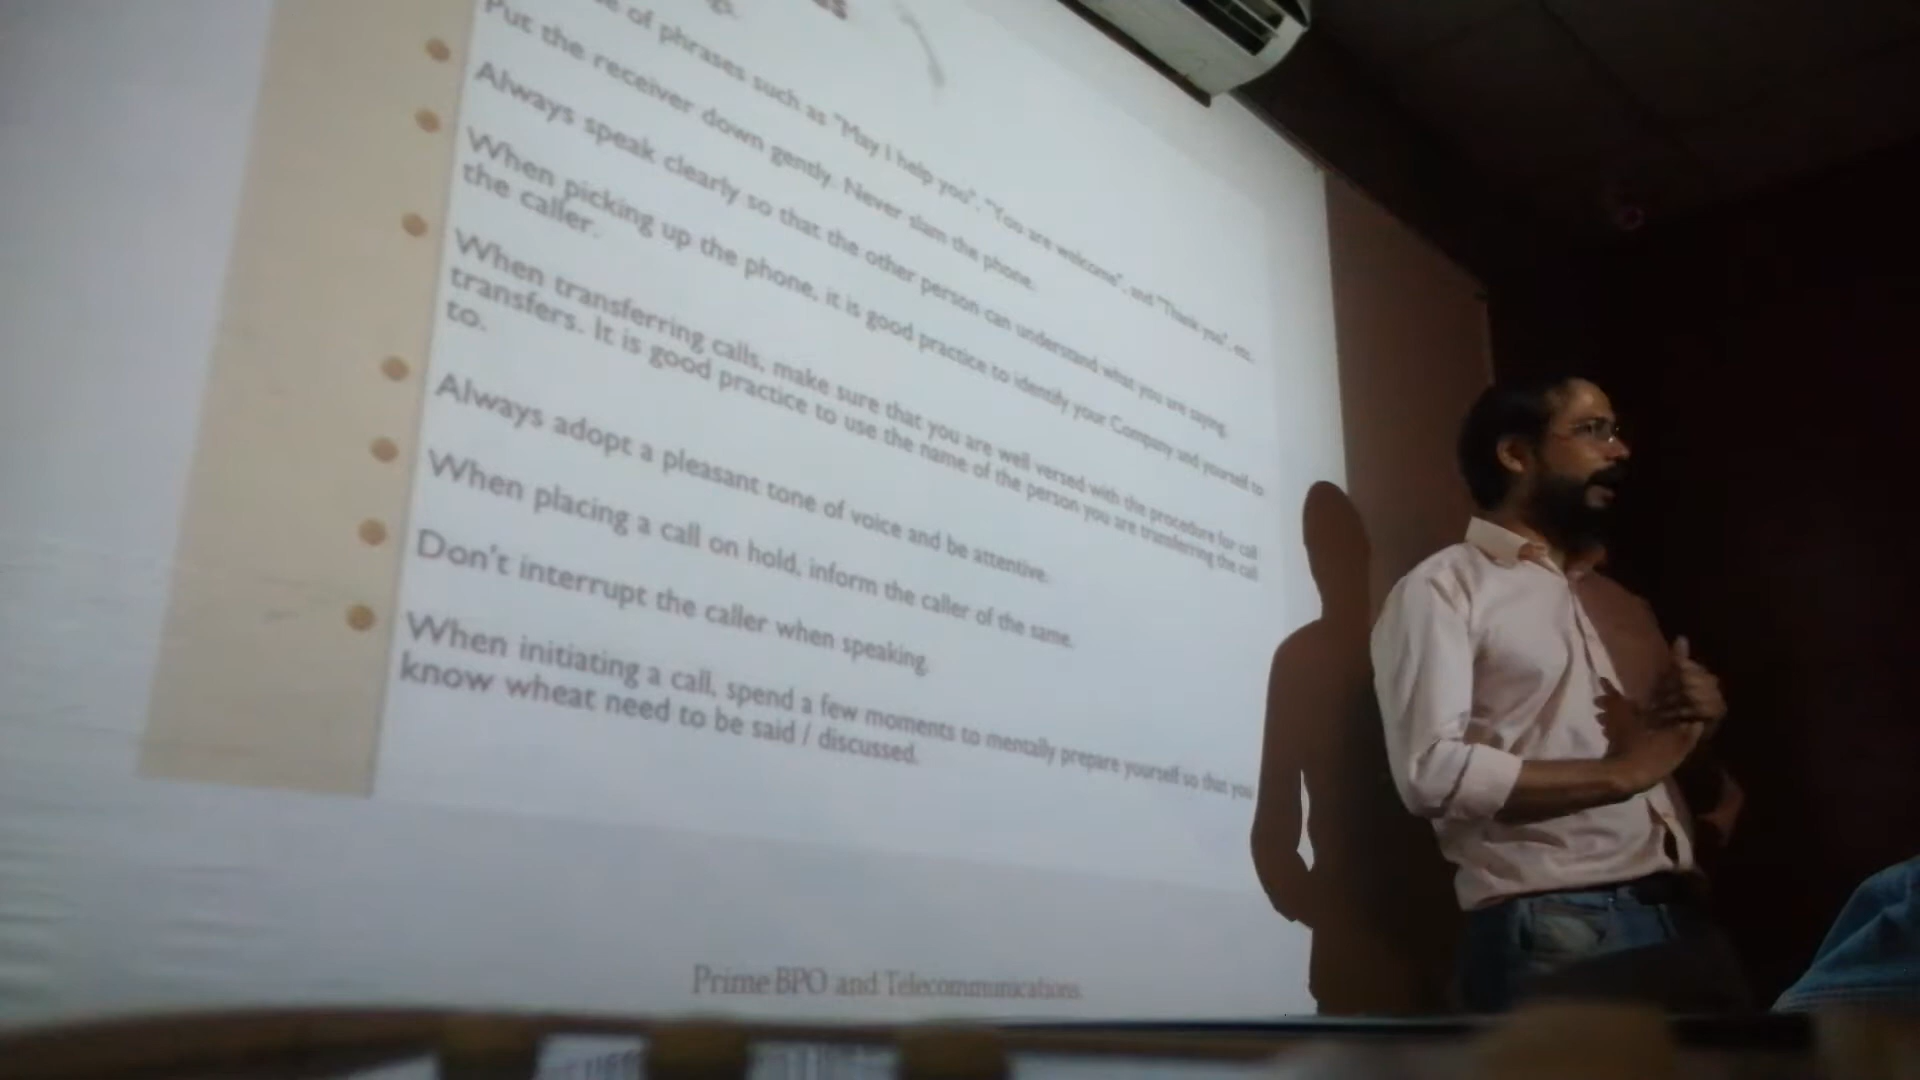 of phrases such as "May I help you", "You are welcome", and "Thank you", etc.
Put the receiver down gently. Never slam the phone.
Always speak clearly so that the other person can understand what you are saying.
When picking up the phone, it is good practice to identify your Company and yourself to
the caller.
When transferring calls, make sure that you are well versed with the procedure for call
transfers. It is good practice to use the name of the person you are transferring the call
to.
Always adopt a pleasant tone of voice and be attentive.
When placing a call on hold, inform the caller of the same.
Don't interrupt the caller when speaking.
When initiating a call, spend a few moments to mentally prepare yourself so that you
know wheat need to be said / discussed.
Prime BPO and Telecommunications